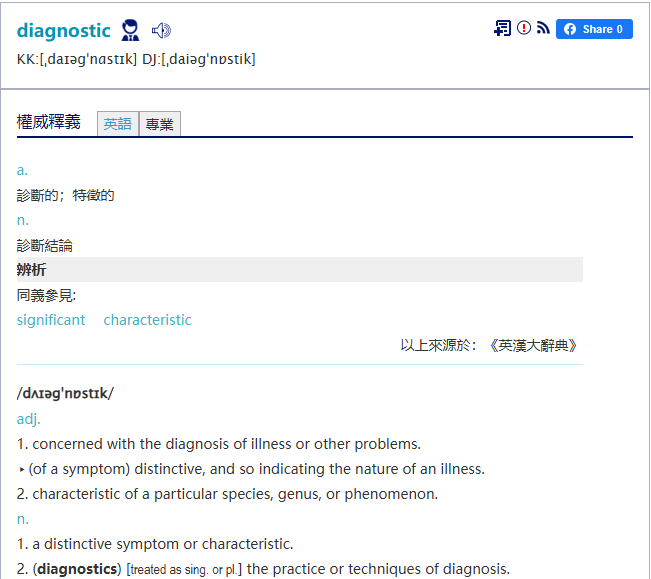 diagnostic
Share 0
KK:[ˌdaɪəgˈnɑstɪk] DJ:[ˌdaiəgˈnɒstik]
權威釋義 英語 專業
a.
診斷的；特徵的
n.
診斷結論
辨析
同義參見:
significant characteristic
以上來源於：《英漢大辭典》
/dʌɪəgˈnɒstɪk/
adj.
1. concerned with the diagnosis of illness or other problems.
‣ (of a symptom) distinctive, and so indicating the nature of an illness.
2. characteristic of a particular species, genus, or phenomenon.
n.
1. a distinctive symptom or characteristic.
2. (diagnostics) [treated as sing. or pl.] the practice or techniques of diagnosis.